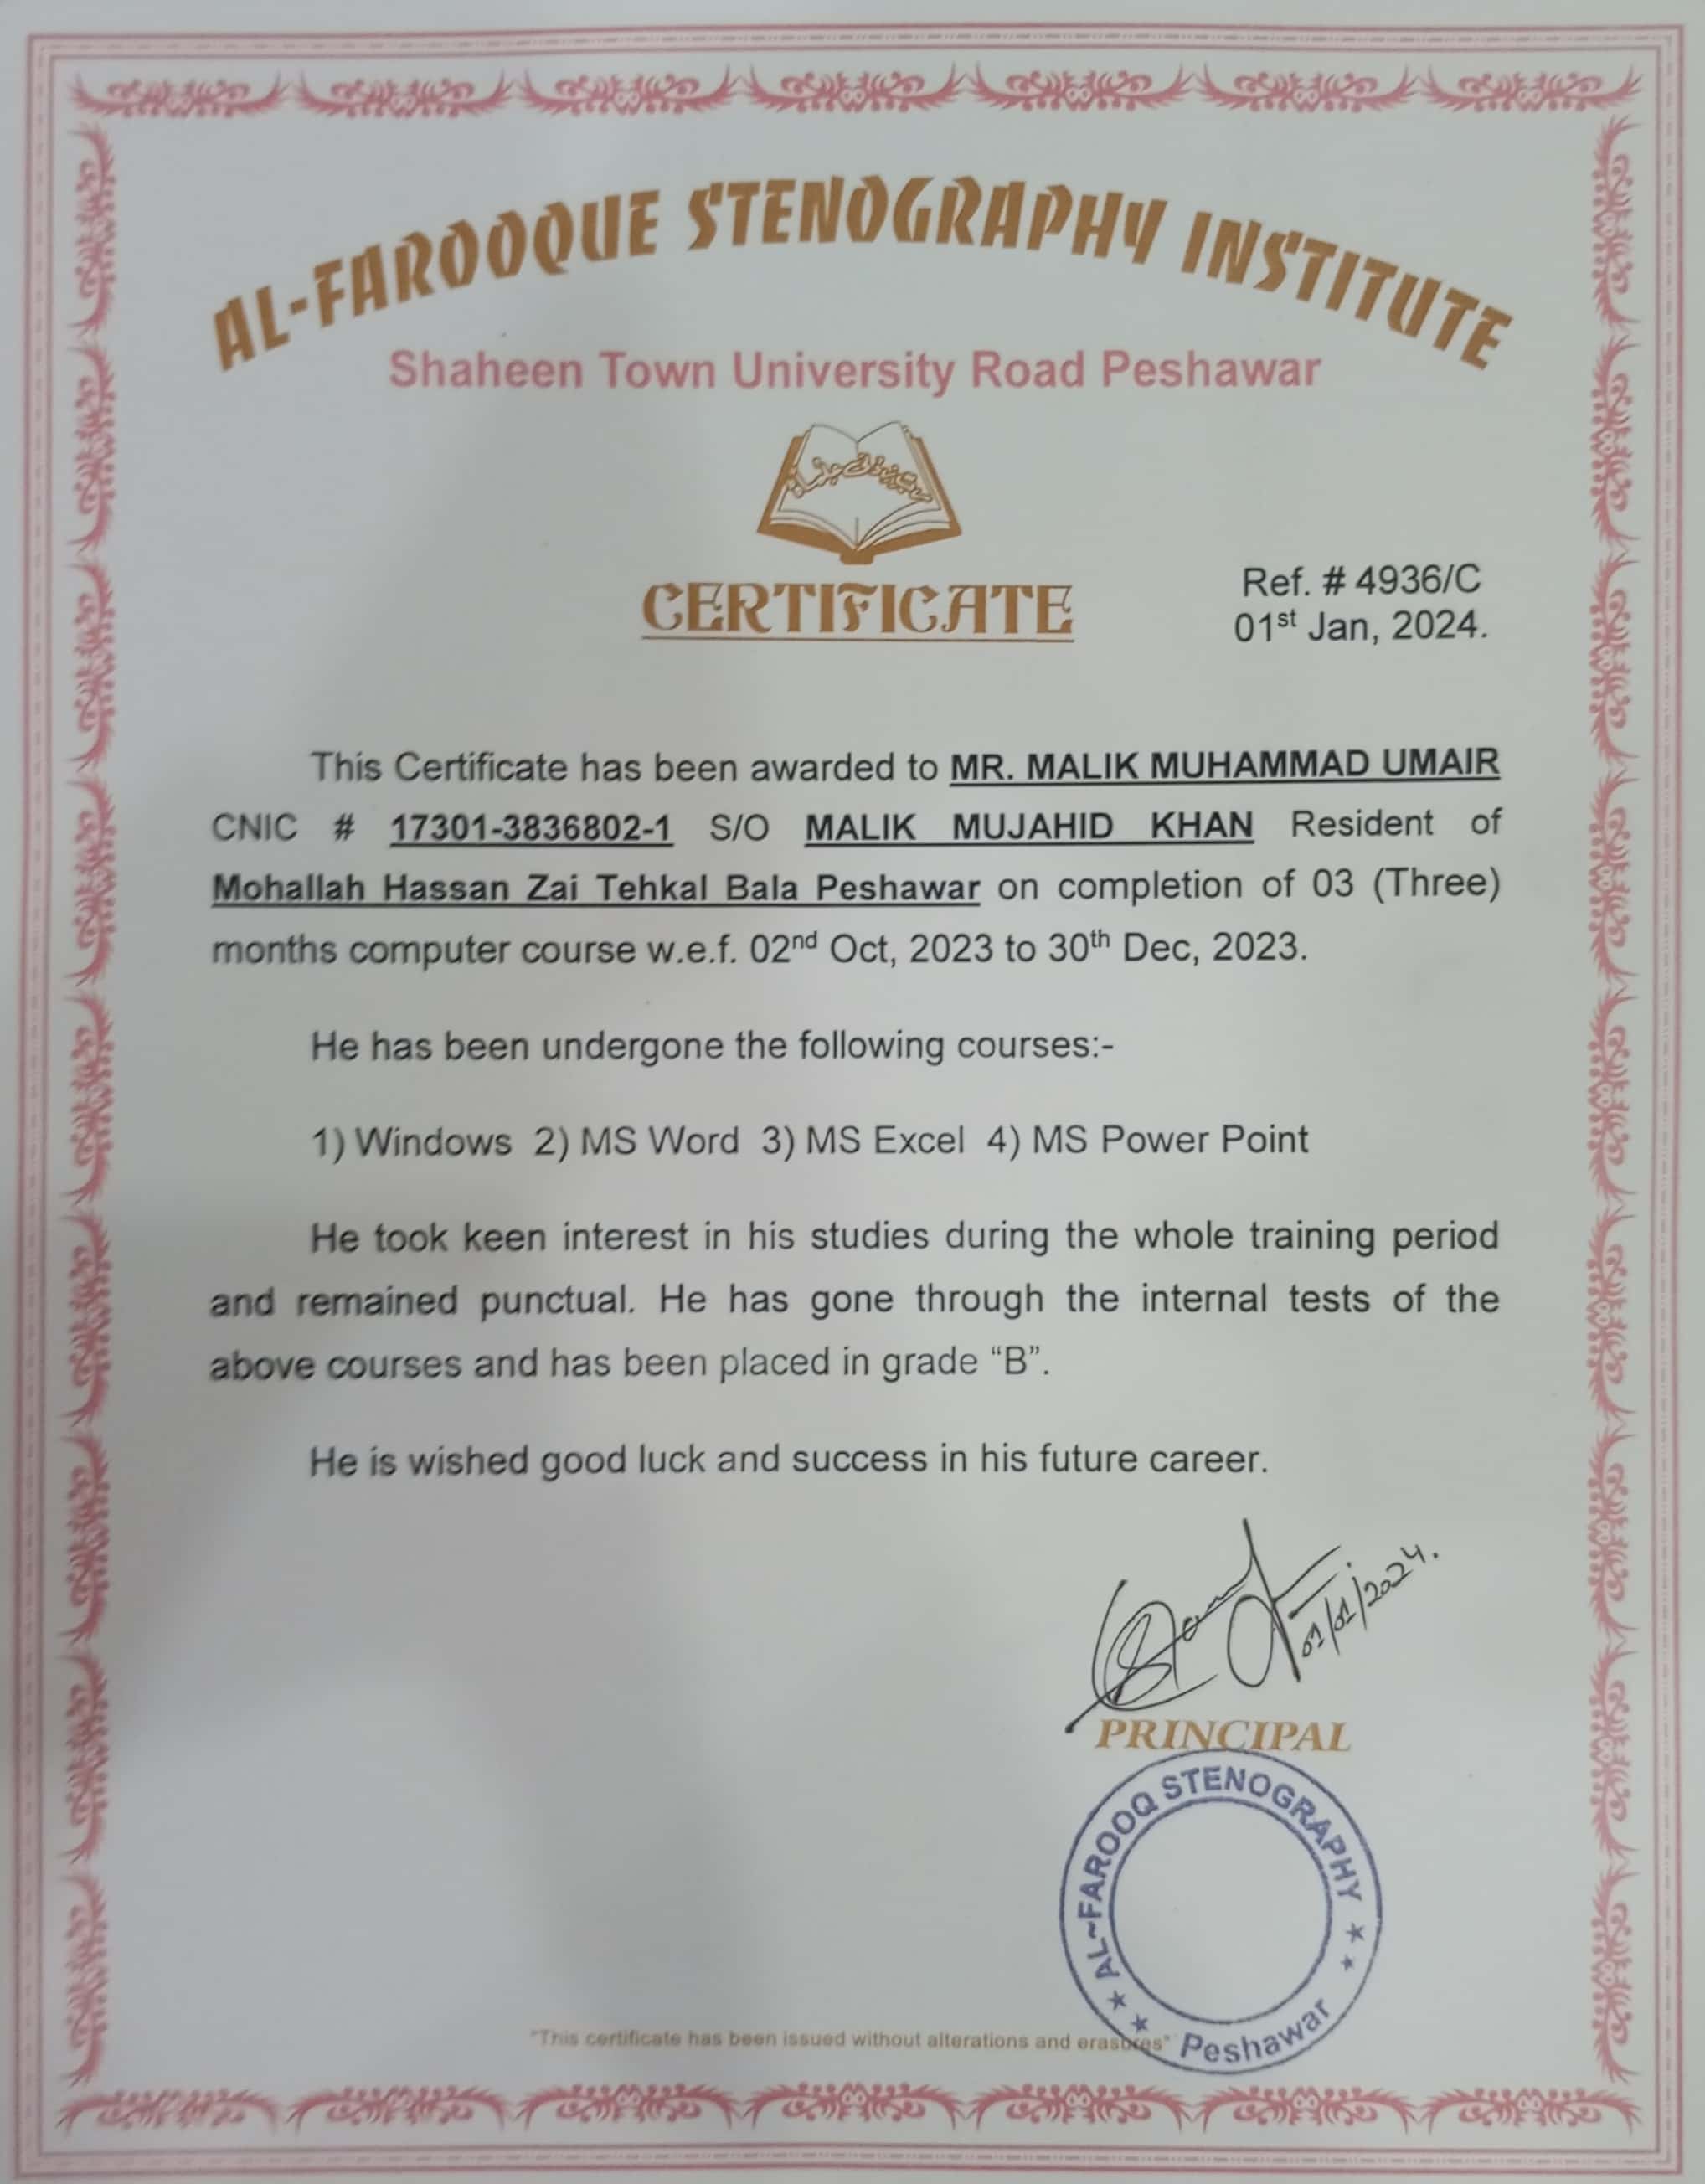 AL-FAROOQUE STENOGRAPHY INSTITUTE
Shaheen Town University Road Peshawar
CERTIFICATE
Ref. # 4936/C
01st Jan, 2024.
This Certificate has been awarded to MR. MALIK MUHAMMAD UMAIR
CNIC # 17301-3836802-1 S/O MALIK MUJAHID KHAN Resident of
Mohallah Hassan Zai Tehkal Bala Peshawar on completion of 03 (Three)
months computer course w.e.f. 02nd Oct, 2023 to 30th Dec, 2023.
He has been undergone the following courses:-
1) Windows 2) MS Word 3) MS Excel 4) MS Power Point
He took keen interest in his studies during the whole training period
and remained punctual. He has gone through the internal tests of the
above courses and has been placed in grade “B”.
He is wished good luck and success in his future career.
01/01/2024.
PRINCIPAL
AL~FAROOQ STENOGRAPHY
Peshawar
"This certificate has been issued without alterations and erasures"